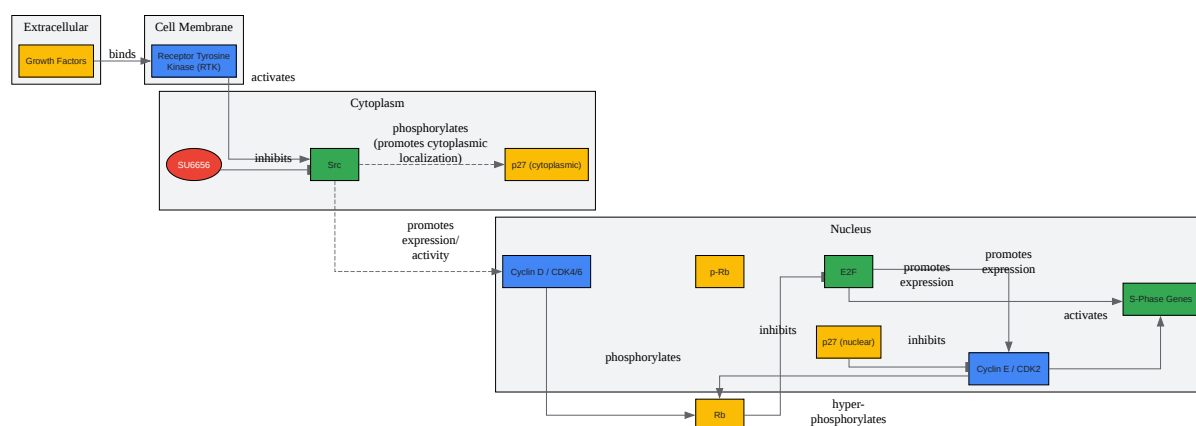 Extracellular
Growth Factors
binds
Cell Membrane
Receptor Tyrosine
Kinase (RTK)
activates
Cytoplasm
SU6656
inhibits
Src
phosphorylates
(promotes cytoplasmic
localization)
p27 (cytoplasmic)
promotes
expression/
activity
Nucleus
Cyclin D / CDK4/6
p-Rb
E2F
promotes
expression
promotes
expression
S-Phase Genes
activates
inhibits
p27 (nuclear)
inhibits
Cyclin E / CDK2
phosphorylates
Rb
hyper-
phosphorylates